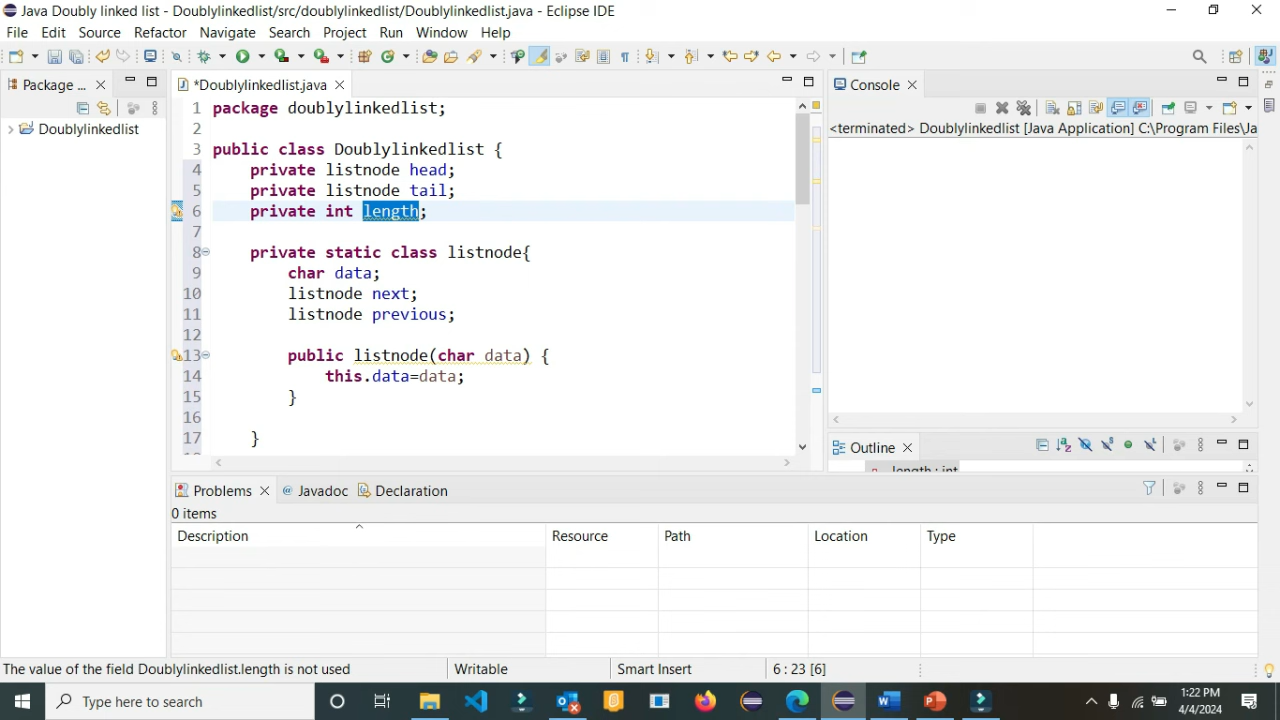 Java Doubly linked list - Doublylinkedlist/src/doublylinkedlist/Doublylinkedlist.java - Eclipse IDE
File Edit Source Refactor Navigate Search Project Run Window Help
Package ...
*Doublylinkedlist.java
Console
Doublylinkedlist
<terminated> Doublylinkedlist [Java Application] C:\Program Files\Ja
1 package doublylinkedlist;
2
3 public class Doublylinkedlist {
4 private listnode head;
5 private listnode tail;
6 private int length;
7
8 private static class listnode{
9 char data;
10 listnode next;
11 listnode previous;
12
13 public listnode(char data) {
14 this.data=data;
15 }
16
17 }
Outline
length : int
Problems Javadoc Declaration
0 items
Description Resource Path Location Type
The value of the field Doublylinkedlist.length is not used Writable Smart Insert 6 : 23 [6]
Type here to search
1:22 PM
4/4/2024